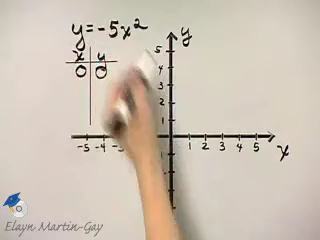 y = -5x²
x y
0 0
y
5
4
3
2
1
-5 -4 1 2 3 4 5 x
Elayn Martin-Gay